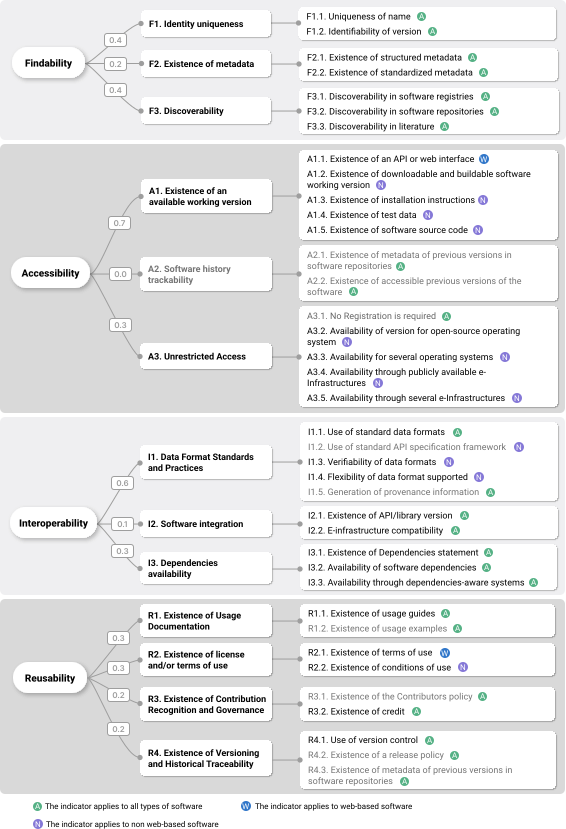 Findability
0.4
0.2
0.4
F1. Identity uniqueness
F1.1. Uniqueness of name A
F1.2. Identifiability of version A
F2. Existence of metadata
F2.1. Existence of structured metadata A
F2.2. Existence of standardized metadata A
F3. Discoverability
F3.1. Discoverability in software registries A
F3.2. Discoverability in software repositories A
F3.3. Discoverability in literature A
Accessibility
0.7
0.0
0.3
A1. Existence of an
available working version
A1.1. Existence of an API or web interface W
A1.2. Existence of downloadable and buildable software
working version N
A1.3. Existence of installation instructions N
A1.4. Existence of test data N
A1.5. Existence of software source code N
A2. Software history
trackability
A2.1. Existence of metadata of previous versions in
software repositories A
A2.2. Existence of accessible previous versions of the
software A
A3. Unrestricted Access
A3.1. No Registration is required A
A3.2. Availability of version for open-source operating
system N
A3.3. Availability for several operating systems N
A3.4. Availability through publicly available e-
Infrastructures N
A3.5. Availability through several e-Infrastructures N
Interoperability
0.6
0.1
0.3
I1. Data Format Standards
and Practices
I1.1. Use of standard data formats A
I1.2. Use of standard API specification framework N
I1.3. Verifiability of data formats N
I1.4. Flexibility of data format supported N
I1.5. Generation of provenance information A
I2. Software integration
I2.1. Existence of API/library version A
I2.2. E-infrastructure compatibility A
I3. Dependencies
availability
I3.1. Existence of Dependencies statement A
I3.2. Availability of software dependencies A
I3.3. Availability through dependencies-aware systems A
Reusability
0.3
0.3
0.2
0.2
R1. Existence of Usage
Documentation
R1.1. Existence of usage guides A
R1.2. Existence of usage examples A
R2. Existence of license
and/or terms of use
R2.1. Existence of terms of use W
R2.2. Existence of conditions of use N
R3. Existence of Contribution
Recognition and Governance
R3.1. Existence of the Contributors policy A
R3.2. Existence of credit A
R4. Existence of Versioning
and Historical Traceability
R4.1. Use of version control A
R4.2. Existence of a release policy A
R4.3. Existence of metadata of previous versions in
software repositories A
A The indicator applies to all types of software
W The indicator applies to web-based software
N The indicator applies to non web-based software